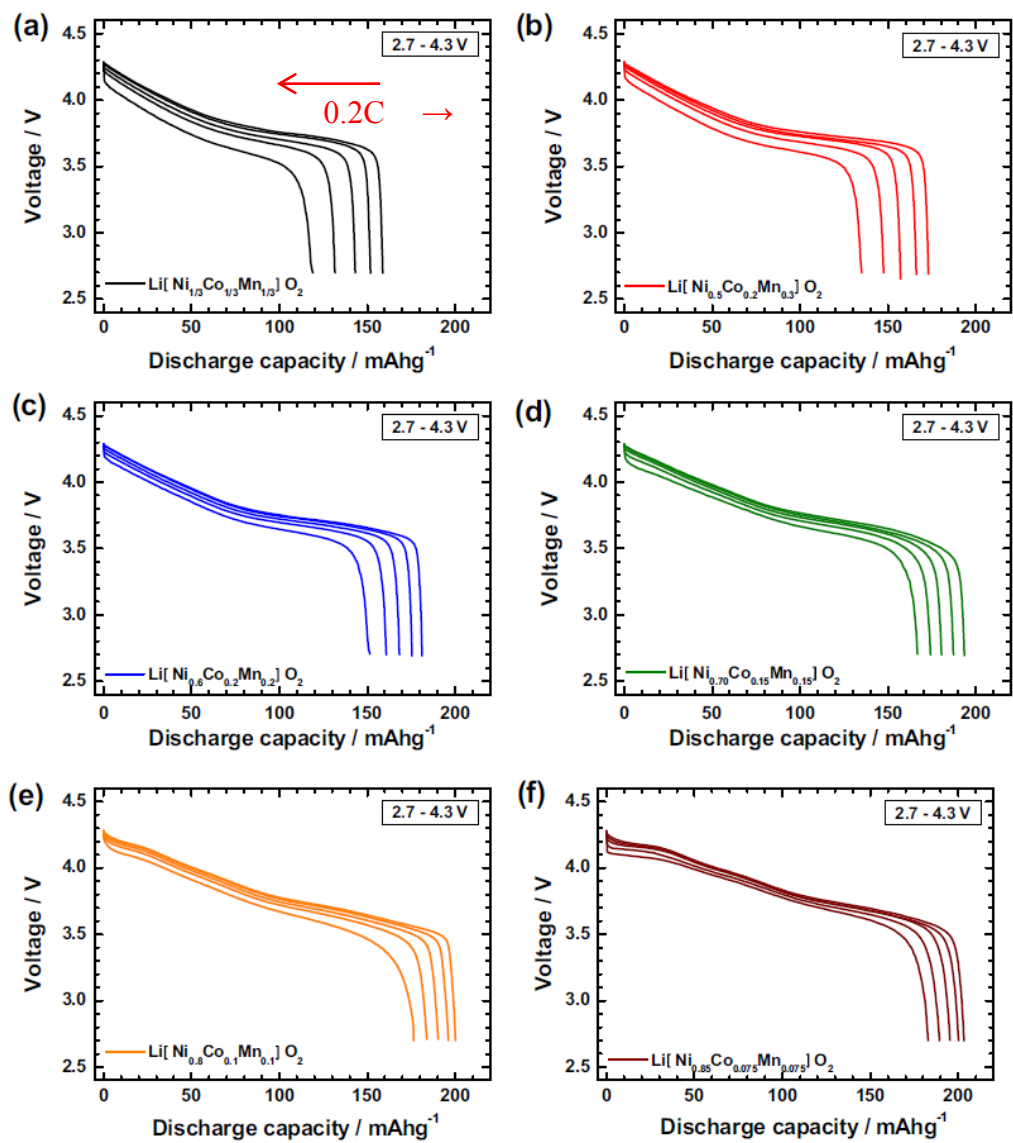 (a)
4.5
4.0
3.5
3.0
2.5
Voltage / V
2.7 - 4.3 V
0.2C →
Li[ Ni1/3Co1/3Mn1/3] O2
0 50 100 150 200
Discharge capacity / mAhg-1
(b)
4.5
4.0
3.5
3.0
2.5
Voltage / V
2.7 - 4.3 V
Li[ Ni0.5Co0.2Mn0.3] O2
0 50 100 150 200
Discharge capacity / mAhg-1
(c)
4.5
4.0
3.5
3.0
2.5
Voltage / V
2.7 - 4.3 V
Li[ Ni0.6Co0.2Mn0.2] O2
0 50 100 150 200
Discharge capacity / mAhg-1
(d)
4.5
4.0
3.5
3.0
2.5
Voltage / V
2.7 - 4.3 V
Li[ Ni0.70Co0.15Mn0.15] O2
0 50 100 150 200
Discharge capacity / mAhg-1
(e)
4.5
4.0
3.5
3.0
2.5
Voltage / V
2.7 - 4.3 V
Li[ Ni0.8Co0.1Mn0.1] O2
0 50 100 150 200
Discharge capacity / mAhg-1
(f)
4.5
4.0
3.5
3.0
2.5
Voltage / V
2.7 - 4.3 V
Li[ Ni0.85Co0.075Mn0.075] O2
0 50 100 150 200
Discharge capacity / mAhg-1